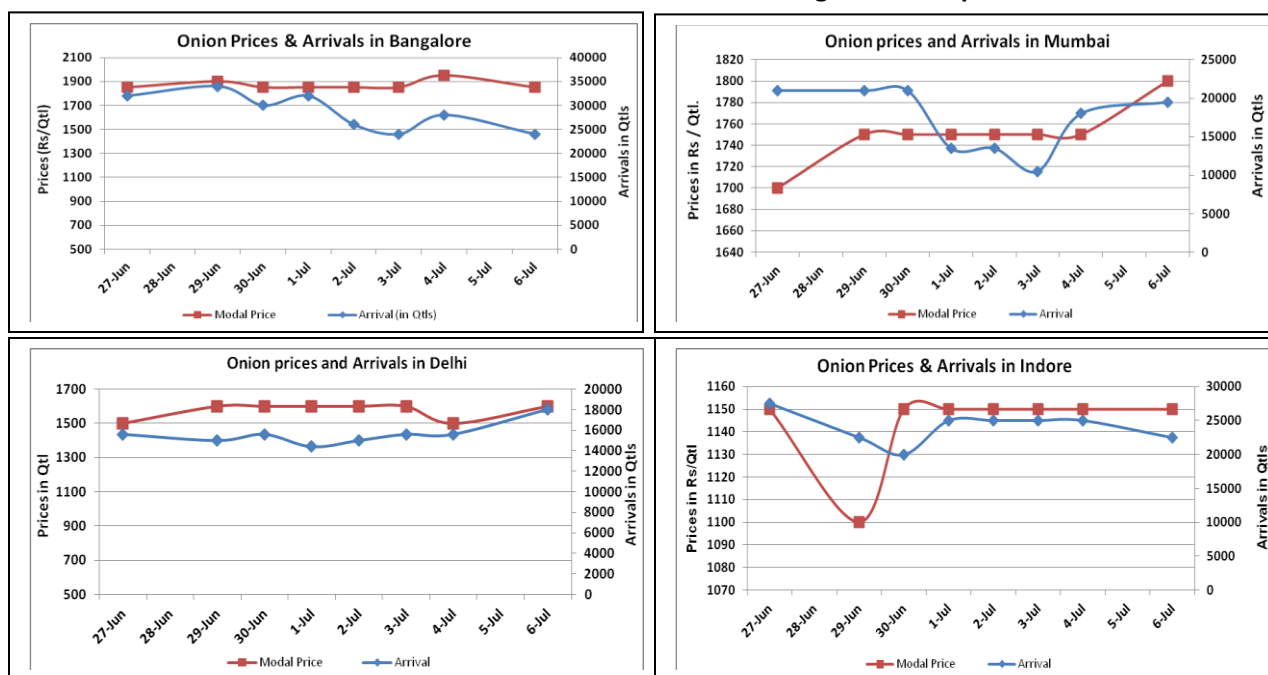 Onion Prices & Arrivals in Bangalore
Prices (Rs/Qtl)
2100
1900
1700
1500
1300
1100
900
700
500
40000
35000
30000
25000
20000
15000
10000
5000
0
Arrivals in Qtls
27-Jun
28-Jun
29-Jun
30-Jun
1-Jul
2-Jul
3-Jul
4-Jul
5-Jul
6-Jul
Modal Price
Arrival (in Qtls)
Onion prices and Arrivals in Mumbai
Prices in Rs / Qtl.
1820
1800
1780
1760
1740
1720
1700
1680
1660
1640
25000
20000
15000
10000
5000
0
Arrivals in Qtls
27-Jun
28-Jun
29-Jun
30-Jun
1-Jul
2-Jul
3-Jul
4-Jul
5-Jul
6-Jul
Modal Price
Arrival
Onion prices and Arrivals in Delhi
Prices in Qtl
1700
1500
1300
1100
900
700
500
20000
18000
16000
14000
12000
10000
8000
6000
4000
2000
0
Arrivals in Qtls
27-Jun
28-Jun
29-Jun
30-Jun
1-Jul
2-Jul
3-Jul
4-Jul
5-Jul
6-Jul
Modal Price
Arrival
Onion Prices & Arrivals in Indore
Prices in Rs/Qtl
1160
1150
1140
1130
1120
1110
1100
1090
1080
1070
30000
25000
20000
15000
10000
5000
0
Arrivals in Qtls
27-Jun
28-Jun
29-Jun
30-Jun
1-Jul
2-Jul
3-Jul
4-Jul
5-Jul
6-Jul
Modal Price
Arrival